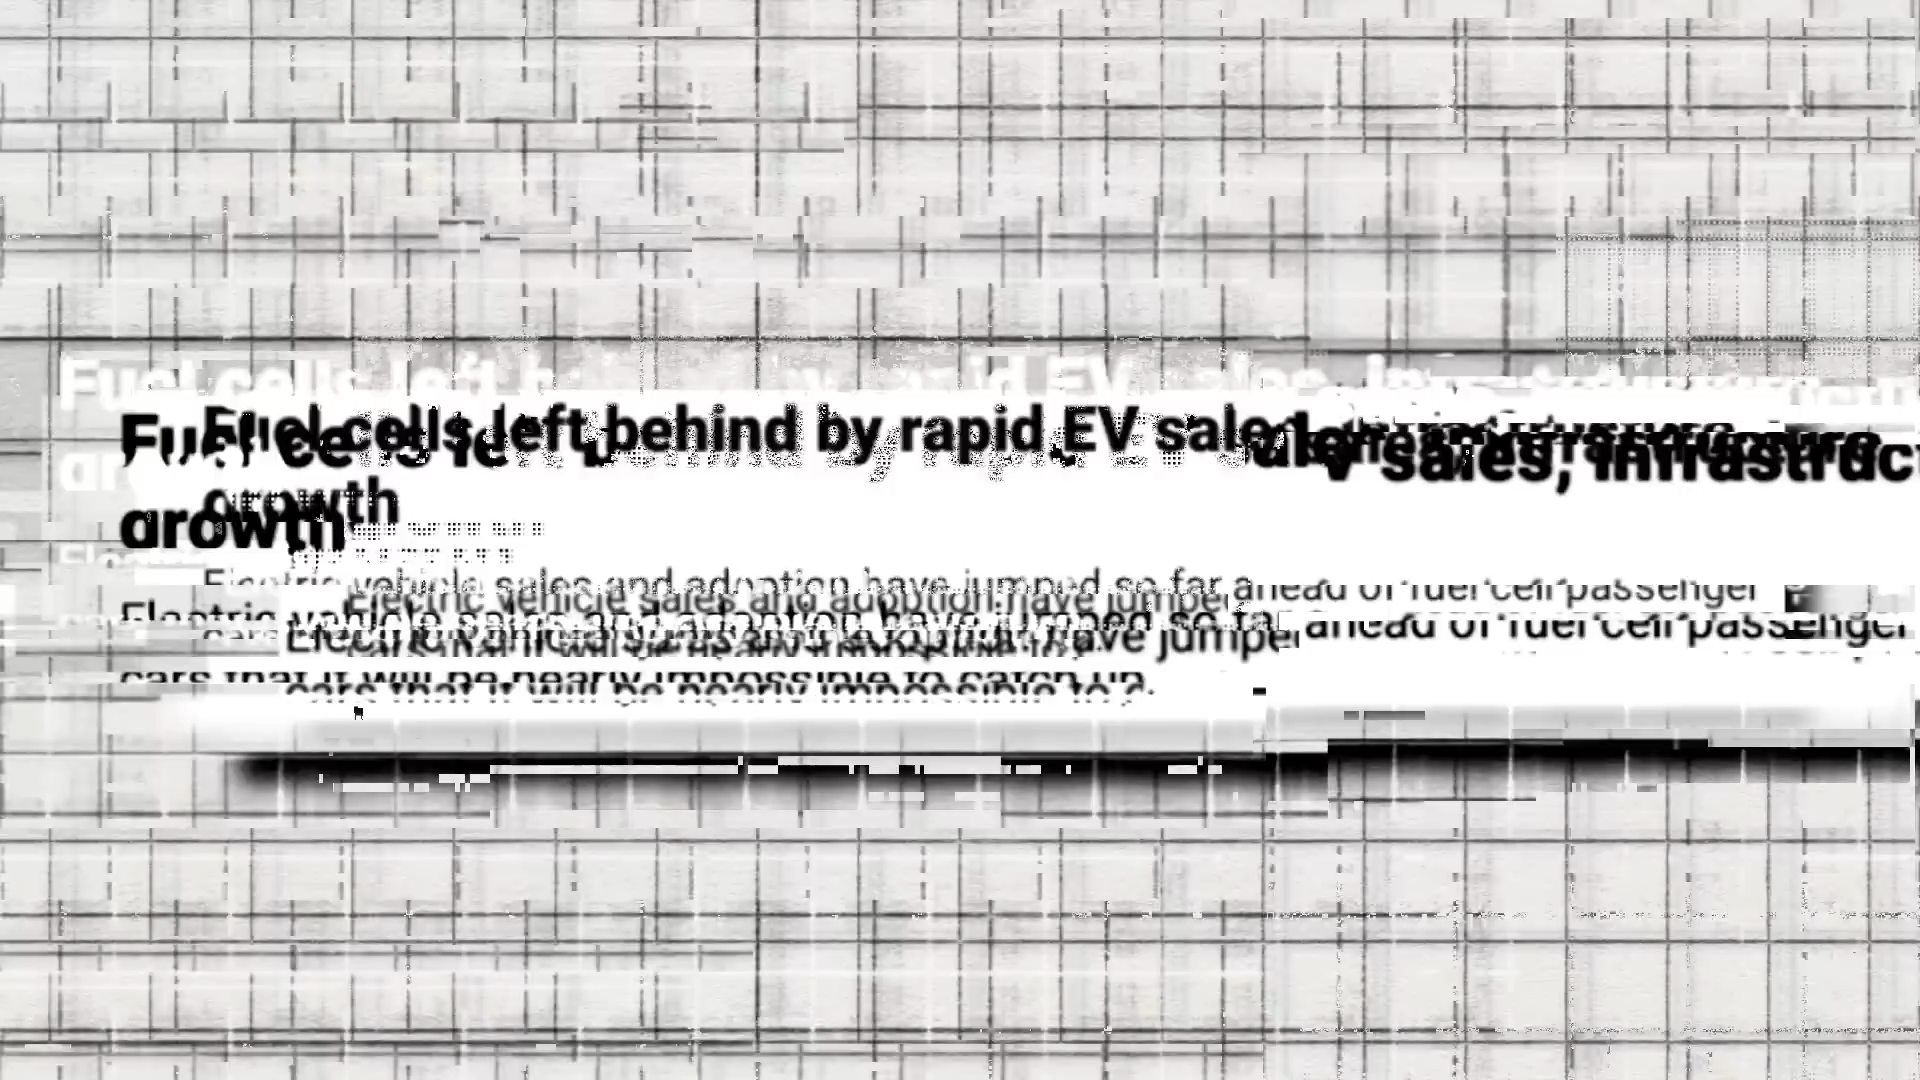 Fuel cells left behind by rapid EV sales, infrastructure
growth
Electric vehicle sales and adoption have jumped so far ahead of fuel cell passenger
cars that it will be nearly impossible to catch up.